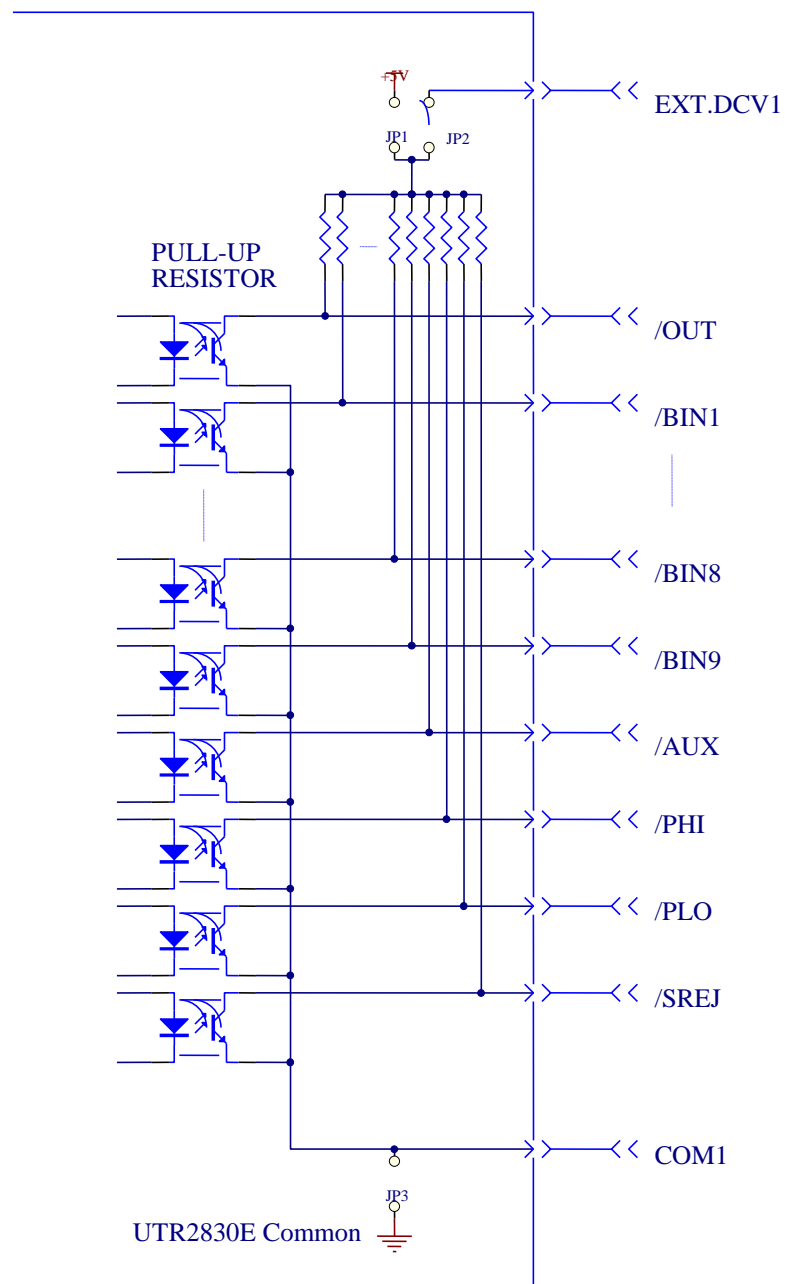 +5V
EXT.DCV1
JP1
JP2
PULL-UP
RESISTOR
/OUT
/BIN1
/BIN8
/BIN9
/AUX
/PHI
/PLO
/SREJ
COM1
JP3
UTR2830E Common